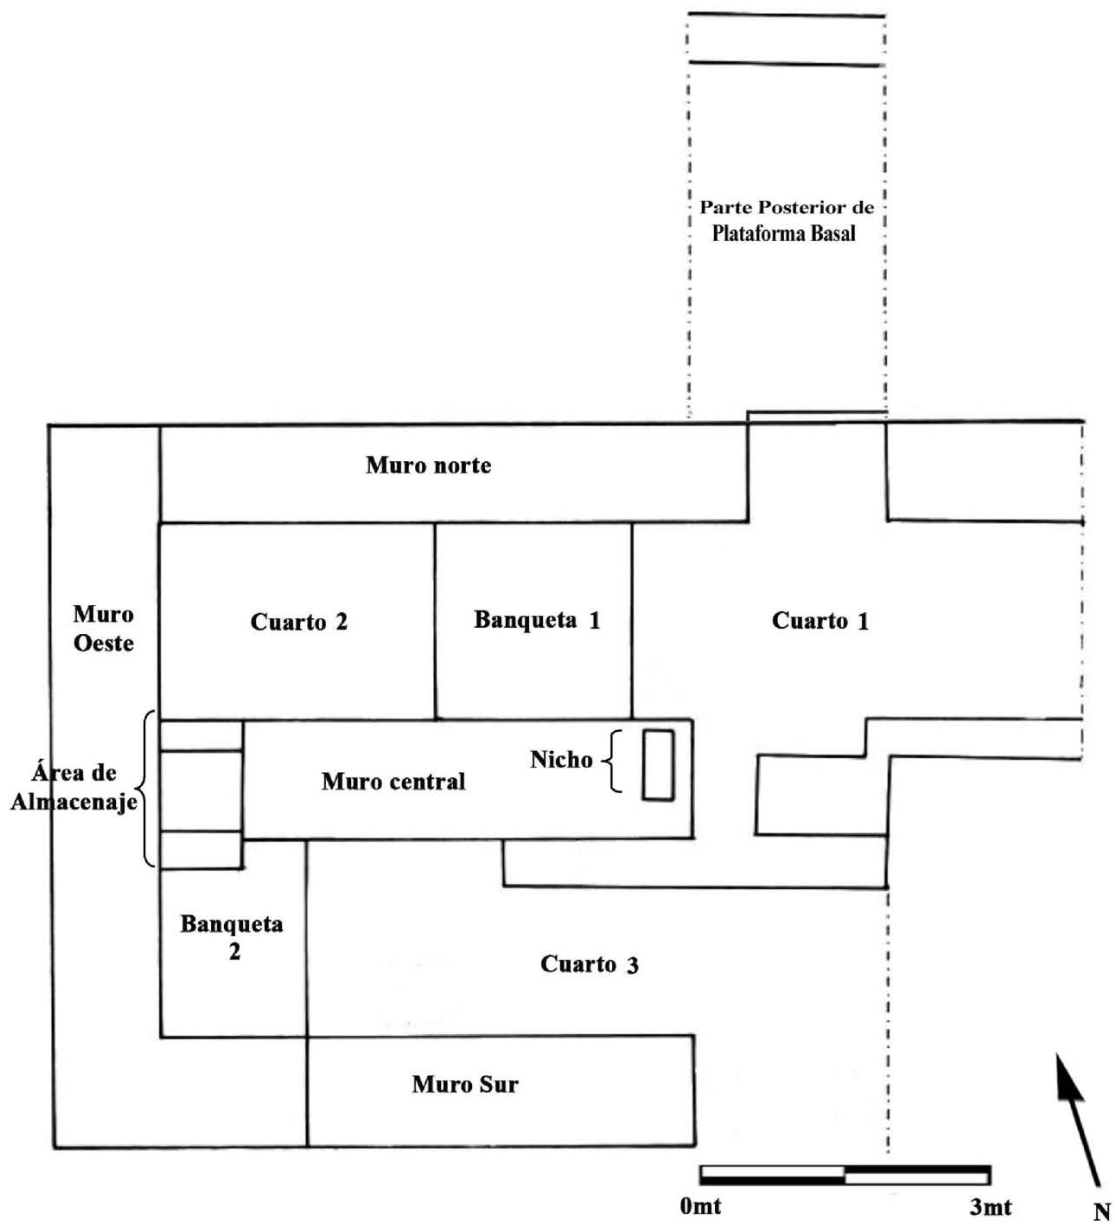 Parte Posterior de
Plataforma Basal
Muro norte
Muro
Oeste
Cuarto 2
Banqueta 1
Cuarto 1
Área de
Almacenaje
Muro central
Nicho
Banqueta
2
Cuarto 3
Muro Sur
0mt
3mt
N